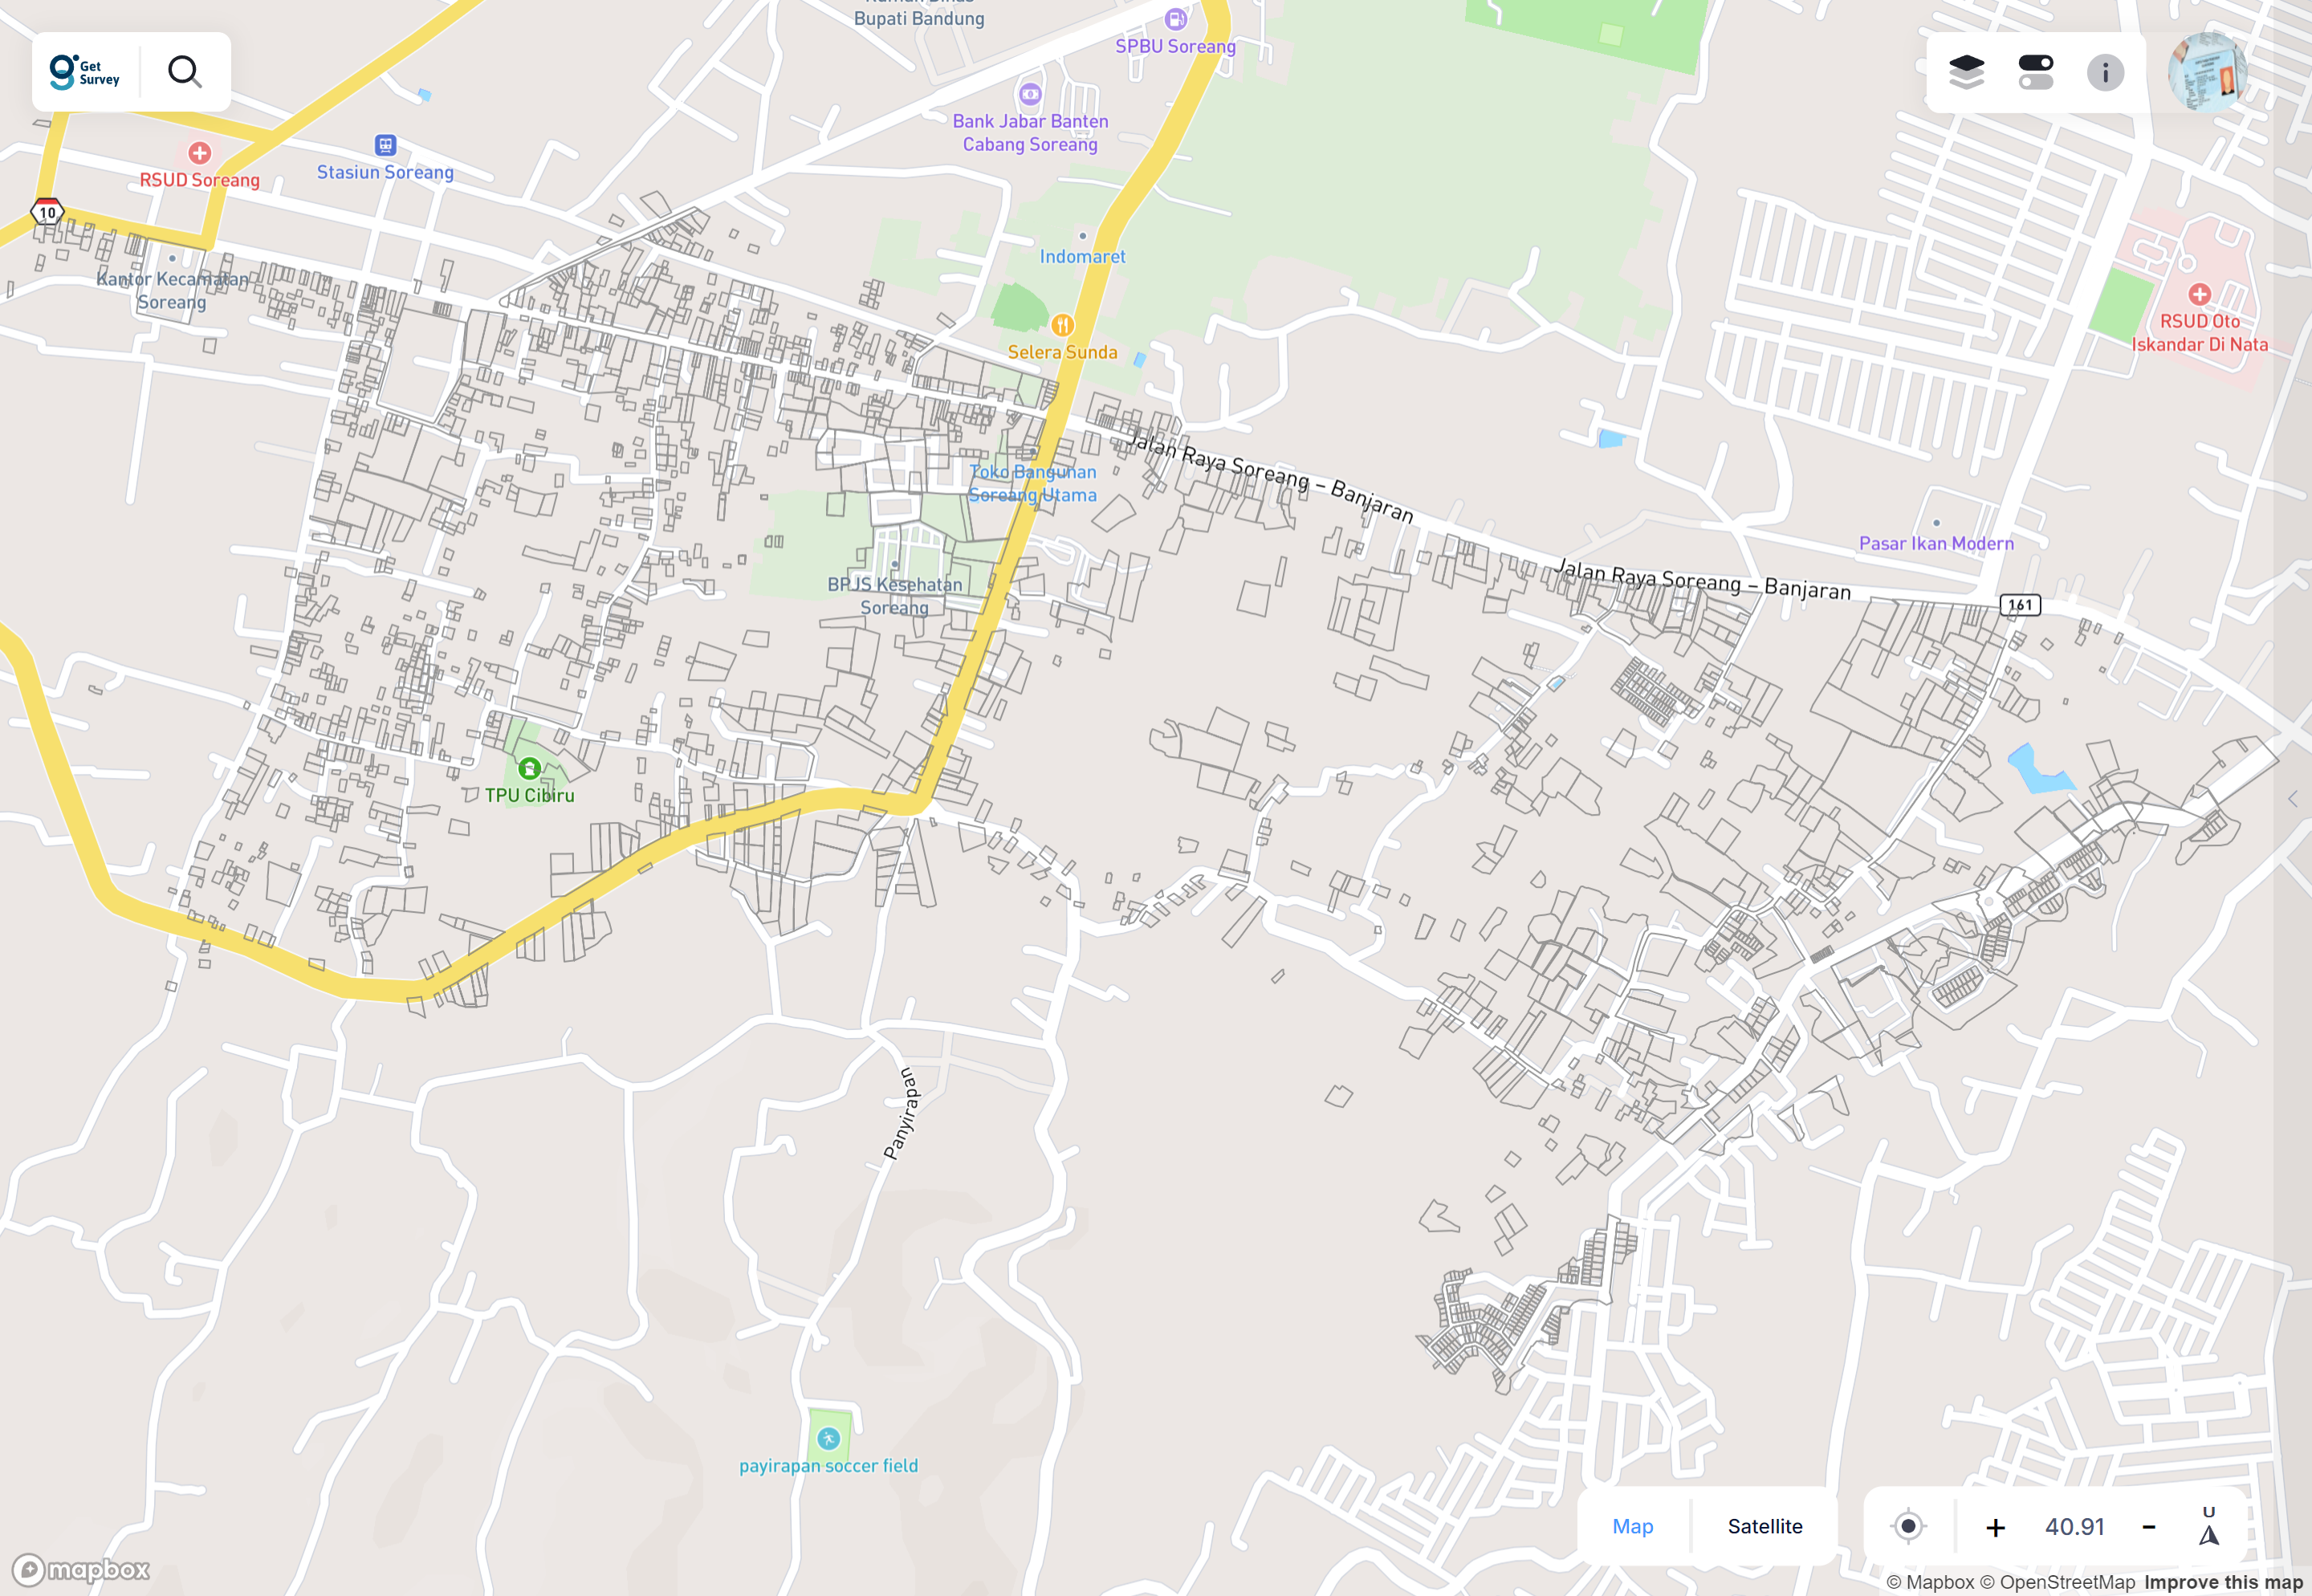 Bupati Bandung
SPBU Soreang
Get
Survey
i
Bank Jabar Banten
Cabang Soreang
RSUD Soreang
Stasiun Soreang
10
Indomaret
Kantor Kecamatan
Soreang
RSUD Oto
Iskandar Di Nata
Selera Sunda
Jalan Raya Soreang – Banjaran
Toko Bangunan
Soreang Utama
Pasar Ikan Modern
Jalan Raya Soreang – Banjaran
BPJS Kesehatan
Soreang
161
TPU Cibiru
Panyirapan
payirapan soccer field
Map
Satellite
+
40.91
-
U
mapbox
© Mapbox © OpenStreetMap Improve this map